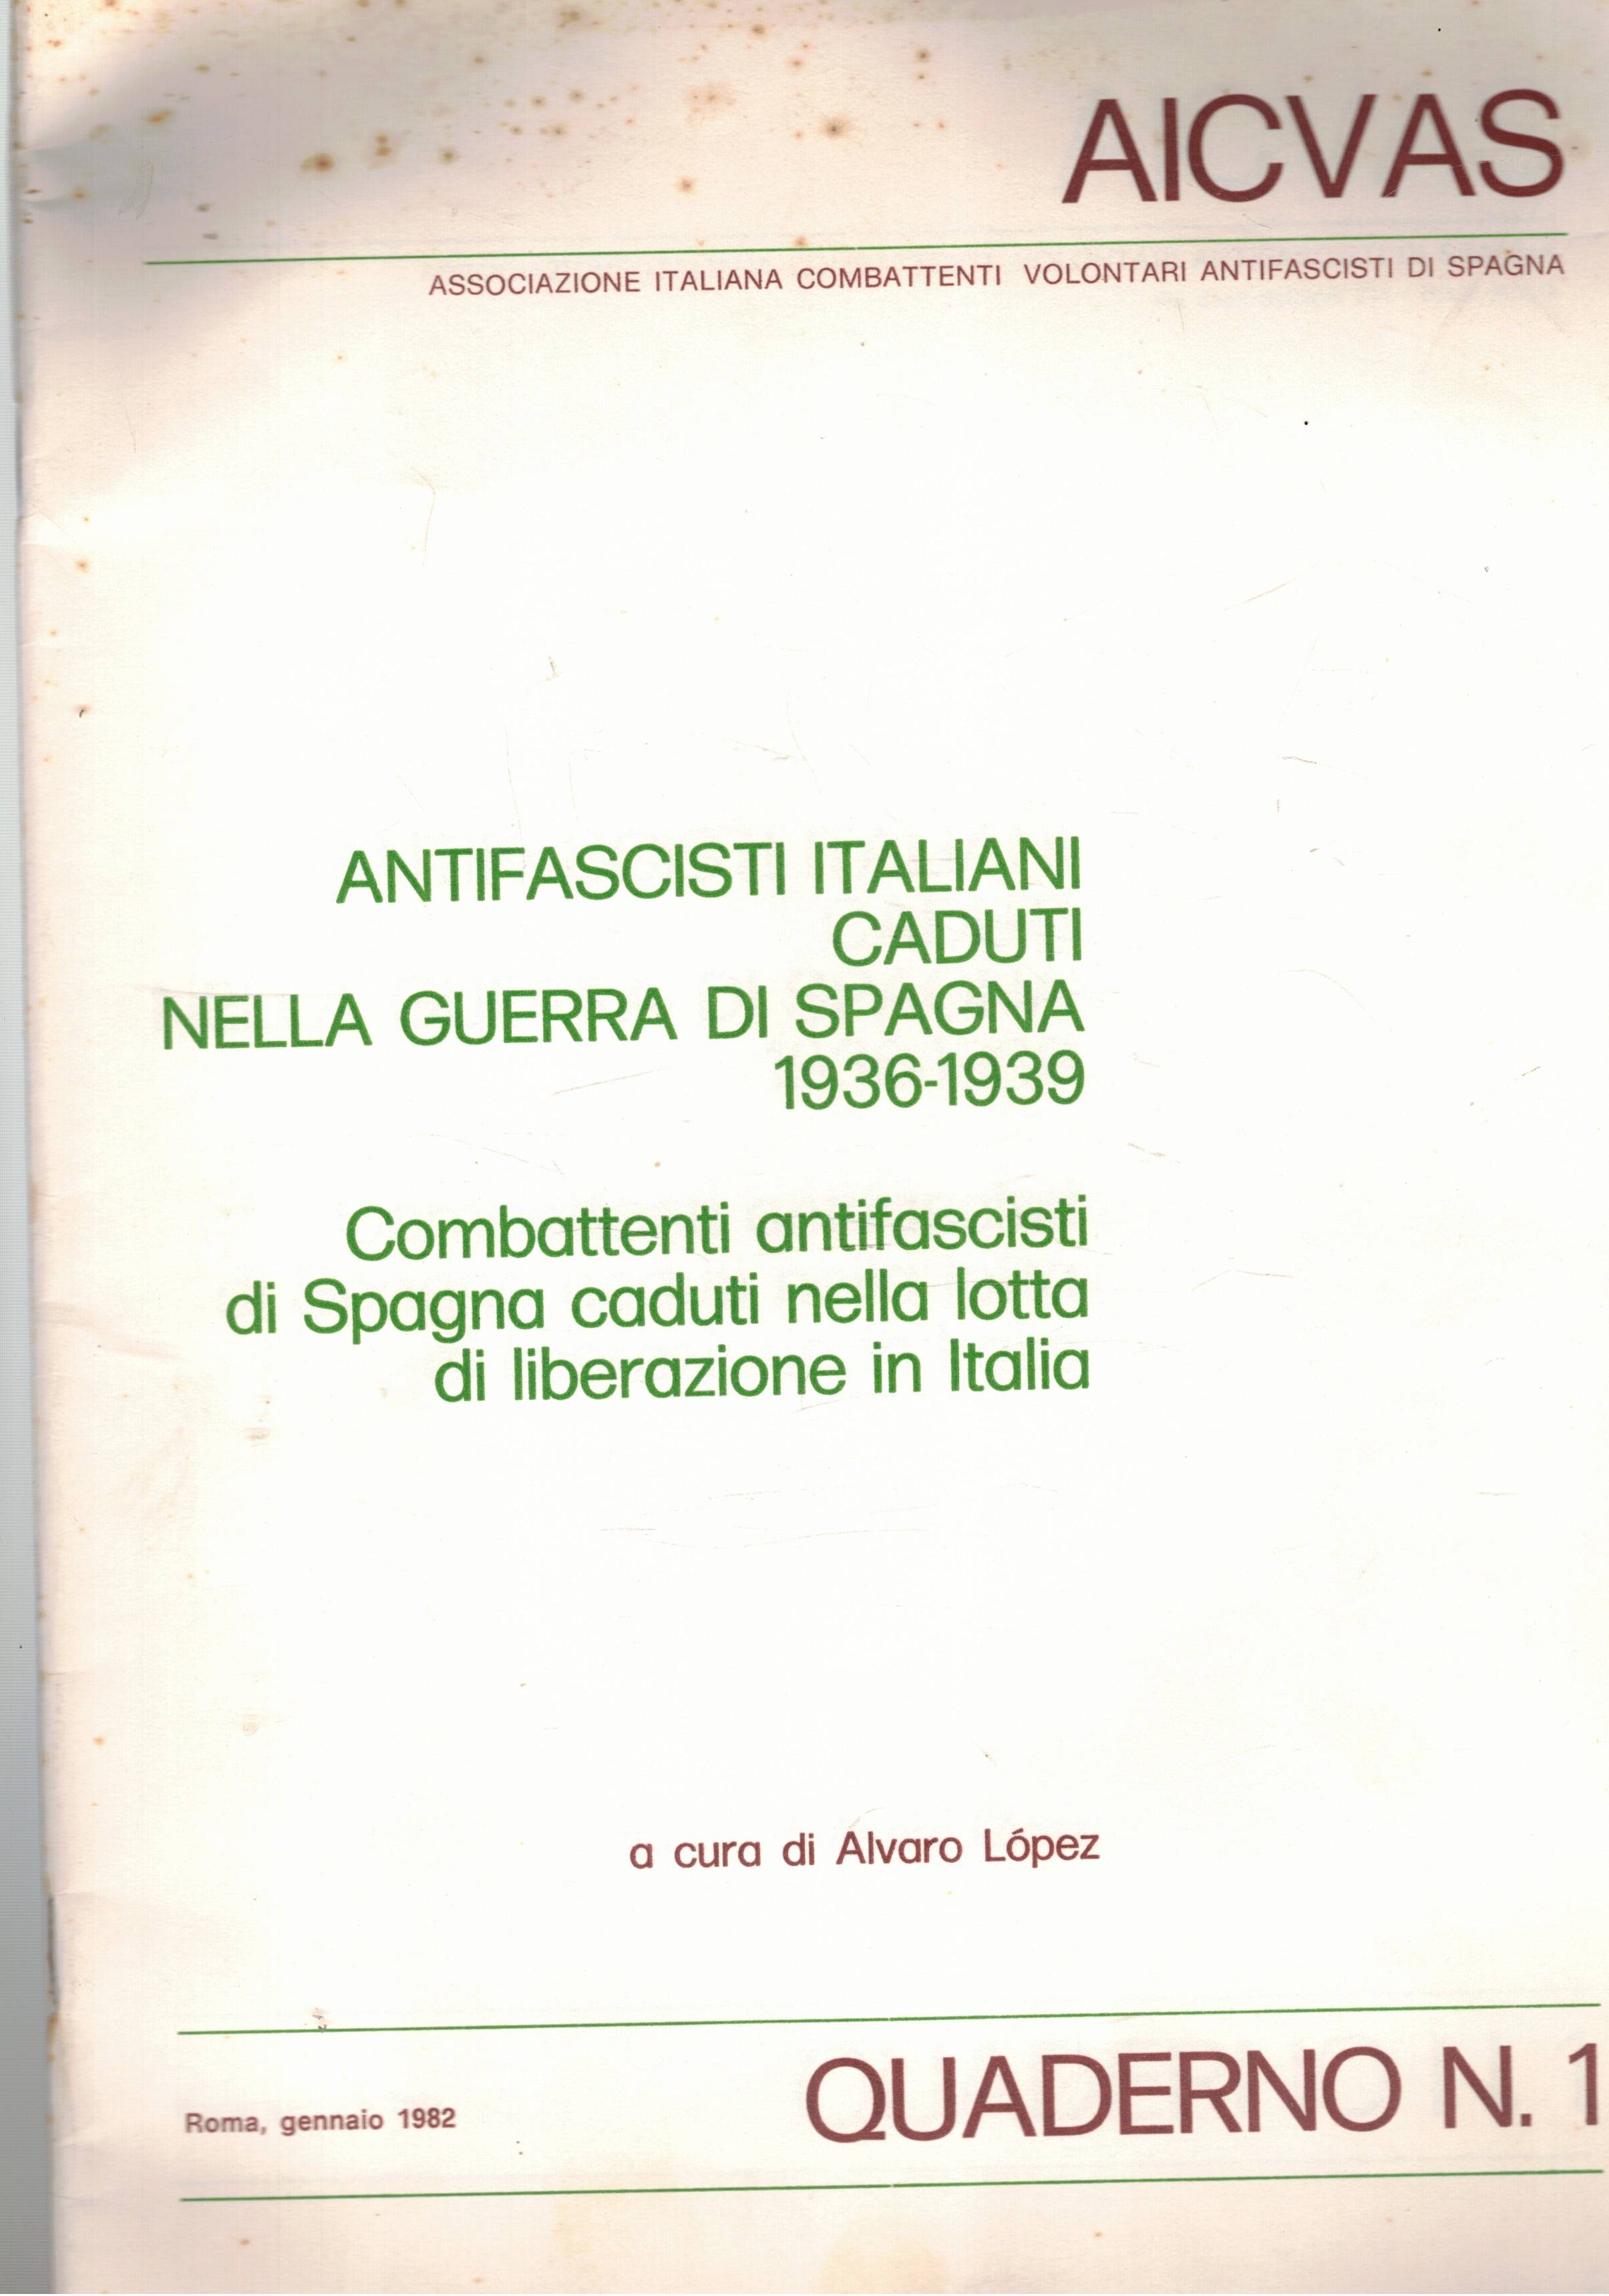 AICVAS
ASSOCIAZIONE ITALIANA COMBATTENTI VOLONTARI ANTIFASCISTI DI SPAGNA
ANTIFASCISTI ITALIANI
CADUTI
NELLA GUERRA DI SPAGNA
1936-1939
Combattenti antifascisti
di Spagna caduti nella lotta
di liberazione in Italia
a cura di Alvaro López
Roma, gennaio 1982
QUADERNO N. 1